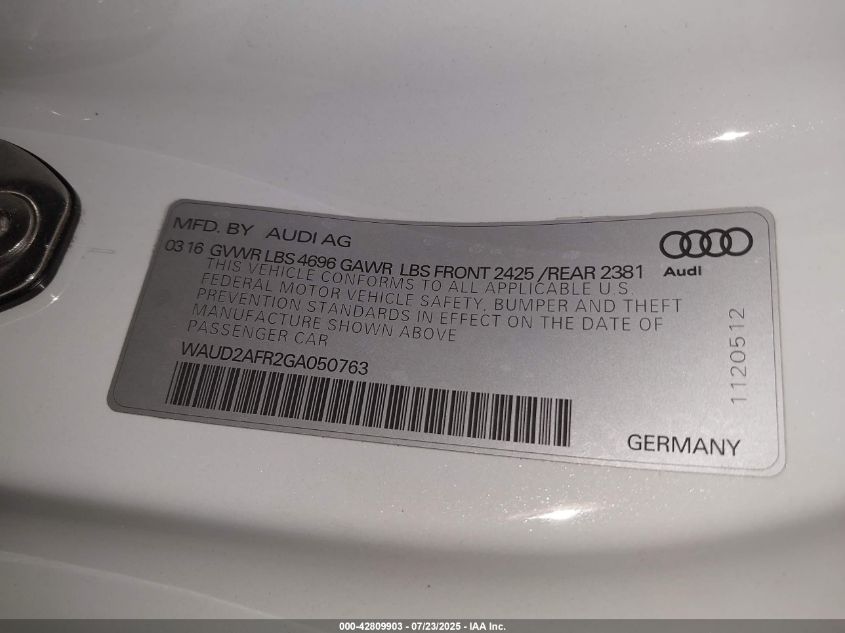 MFD. BY AUDI AG
03 16 GVWR LBS 4696 GAWR LBS FRONT 2425 /REAR 2381
THIS VEHICLE CONFORMS TO ALL APPLICABLE U.S.
FEDERAL MOTOR VEHICLE SAFETY, BUMPER AND THEFT
PREVENTION STANDARDS IN EFFECT ON THE DATE OF
MANUFACTURE SHOWN ABOVE
PASSENGER CAR
WAUD2AFR2GA050763
Audi
1120512
GERMANY
000-42809903 - 07/23/2025 - IAA Inc.